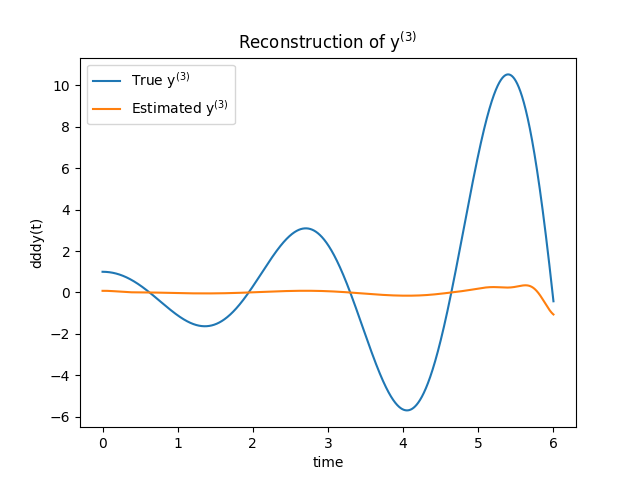 Reconstruction of y⁽³⁾
True y⁽³⁾
Estimated y⁽³⁾
dddy(t)
10
8
6
4
2
0
−2
−4
−6
0 1 2 3 4 5 6
time